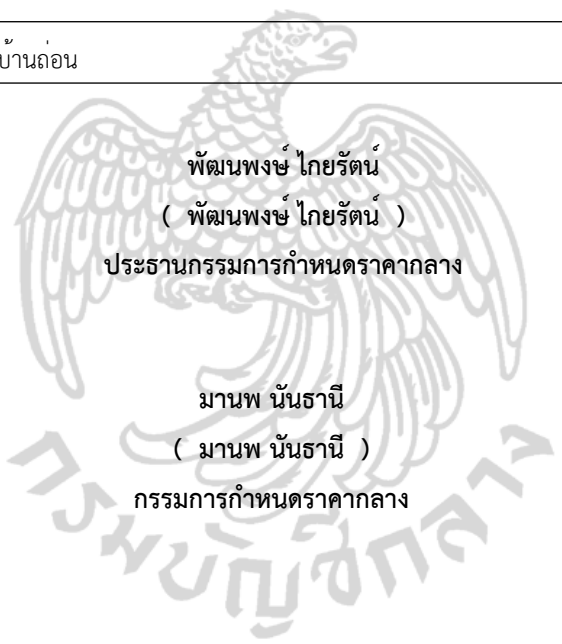 บ้านถ่อน
พัฒนพงษ์ ไกยรัตน์
( พัฒนพงษ์ ไกยรัตน์ )
ประธานกรรมการกำหนดราคากลาง
มานพ นันธานี
( มานพ นันธานี )
กรรมการกำหนดราคากลาง
กรมบัญชีกลาง